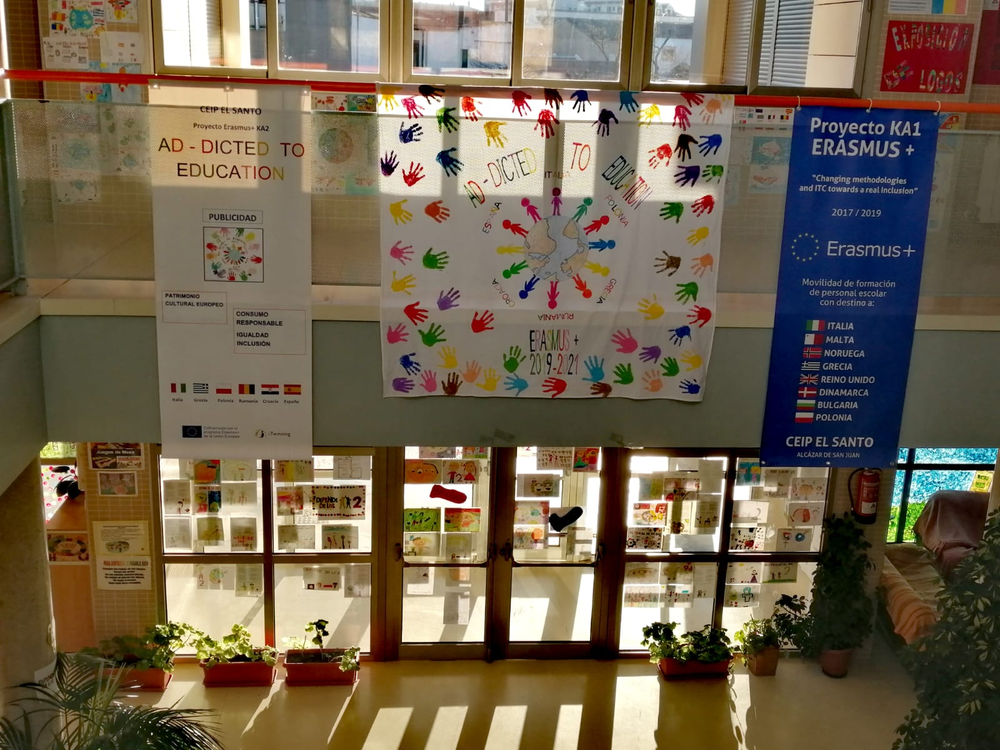 CEIP EL SANTO
Proyecto Erasmus+ KA2
AD - DICTED TO
EDUCATION
PUBLICIDAD
PATRIMONIO
CULTURAL EUROPEO
CONSUMO
RESPONSABLE
IGUALDAD
INCLUSIÓN
Italia Grecia Polonia Rumanía Croacia España
Cofinanciado por el
programa Erasmus+
de la Unión Europea
eTwinning
AD - DICTED TO EDUCATION
ITALIA
POLONIA
GRECIA
RUMANIA
CROACIA
ESPAÑA
ERASMUS +
2019-2021
Proyecto KA1
ERASMUS +
"Changing methodologies
and ITC towards a real Inclusion"
2017 / 2019
Erasmus+
Movilidad de formación
de personal escolar
con destino a:
ITALIA
MALTA
NORUEGA
GRECIA
REINO UNIDO
DINAMARCA
BULGARIA
POLONIA
CEIP EL SANTO
ALCÁZAR DE SAN JUAN
EXPOSICIÓN
LOGOS
Juegos de Mesa
DEPENDE
DE LOS 2